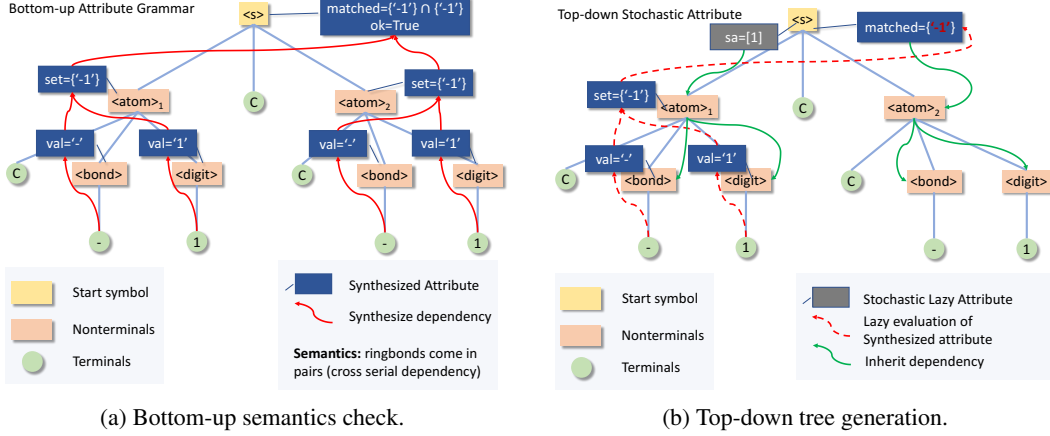 Bottom-up Attribute Grammar
<s>
matched={'-1'} ∩ {'-1'}
ok=True
set={'-1'}
<atom>1
C
<atom>2
set={'-1'}
val='-'
val='1'
C
<bond>
<digit>
val='-'
val='1'
C
<bond>
<digit>
-
1
-
1
Start symbol
Nonterminals
Terminals
Synthesized Attribute
Synthesize dependency
Semantics: ringbonds come in
pairs (cross serial dependency)
(a) Bottom-up semantics check.
Top-down Stochastic Attribute
sa=[1]
<s>
matched={'-1'}
set={'-1'}
<atom>1
C
<atom>2
val='-'
val='1'
C
<bond>
<digit>
C
<bond>
<digit>
-
1
-
1
Start symbol
Nonterminals
Terminals
Stochastic Lazy Attribute
Lazy evaluation of
Synthesized attribute
Inherit dependency
(b) Top-down tree generation.